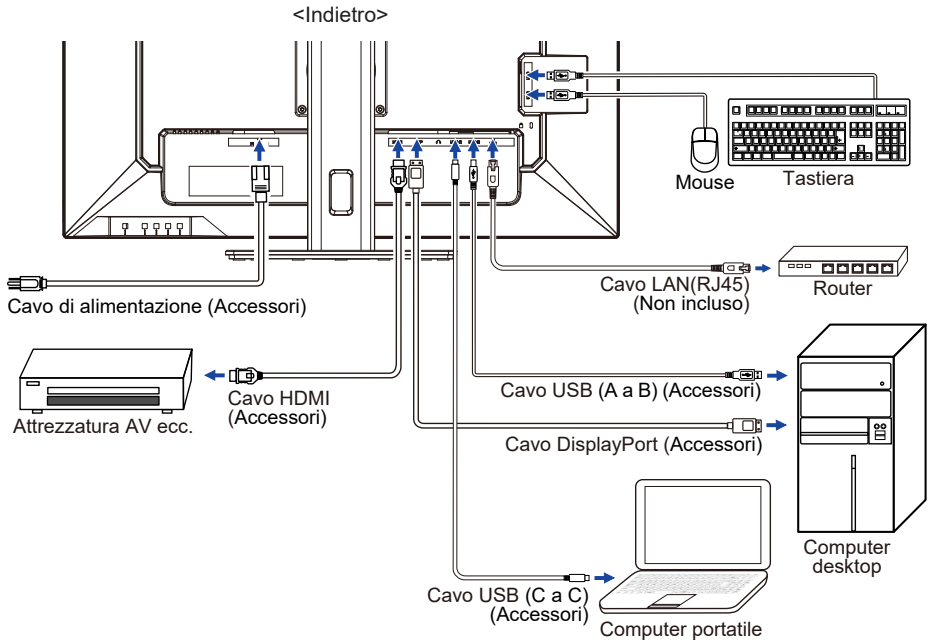 <Indietro>
Mouse
Tastiera
Cavo LAN(RJ45)
(Non incluso)
Router
Cavo di alimentazione (Accessori)
Cavo HDMI
(Accessori)
Attrezzatura AV ecc.
Cavo USB (A a B) (Accessori)
Cavo DisplayPort (Accessori)
Computer
desktop
Cavo USB (C a C)
(Accessori)
Computer portatile